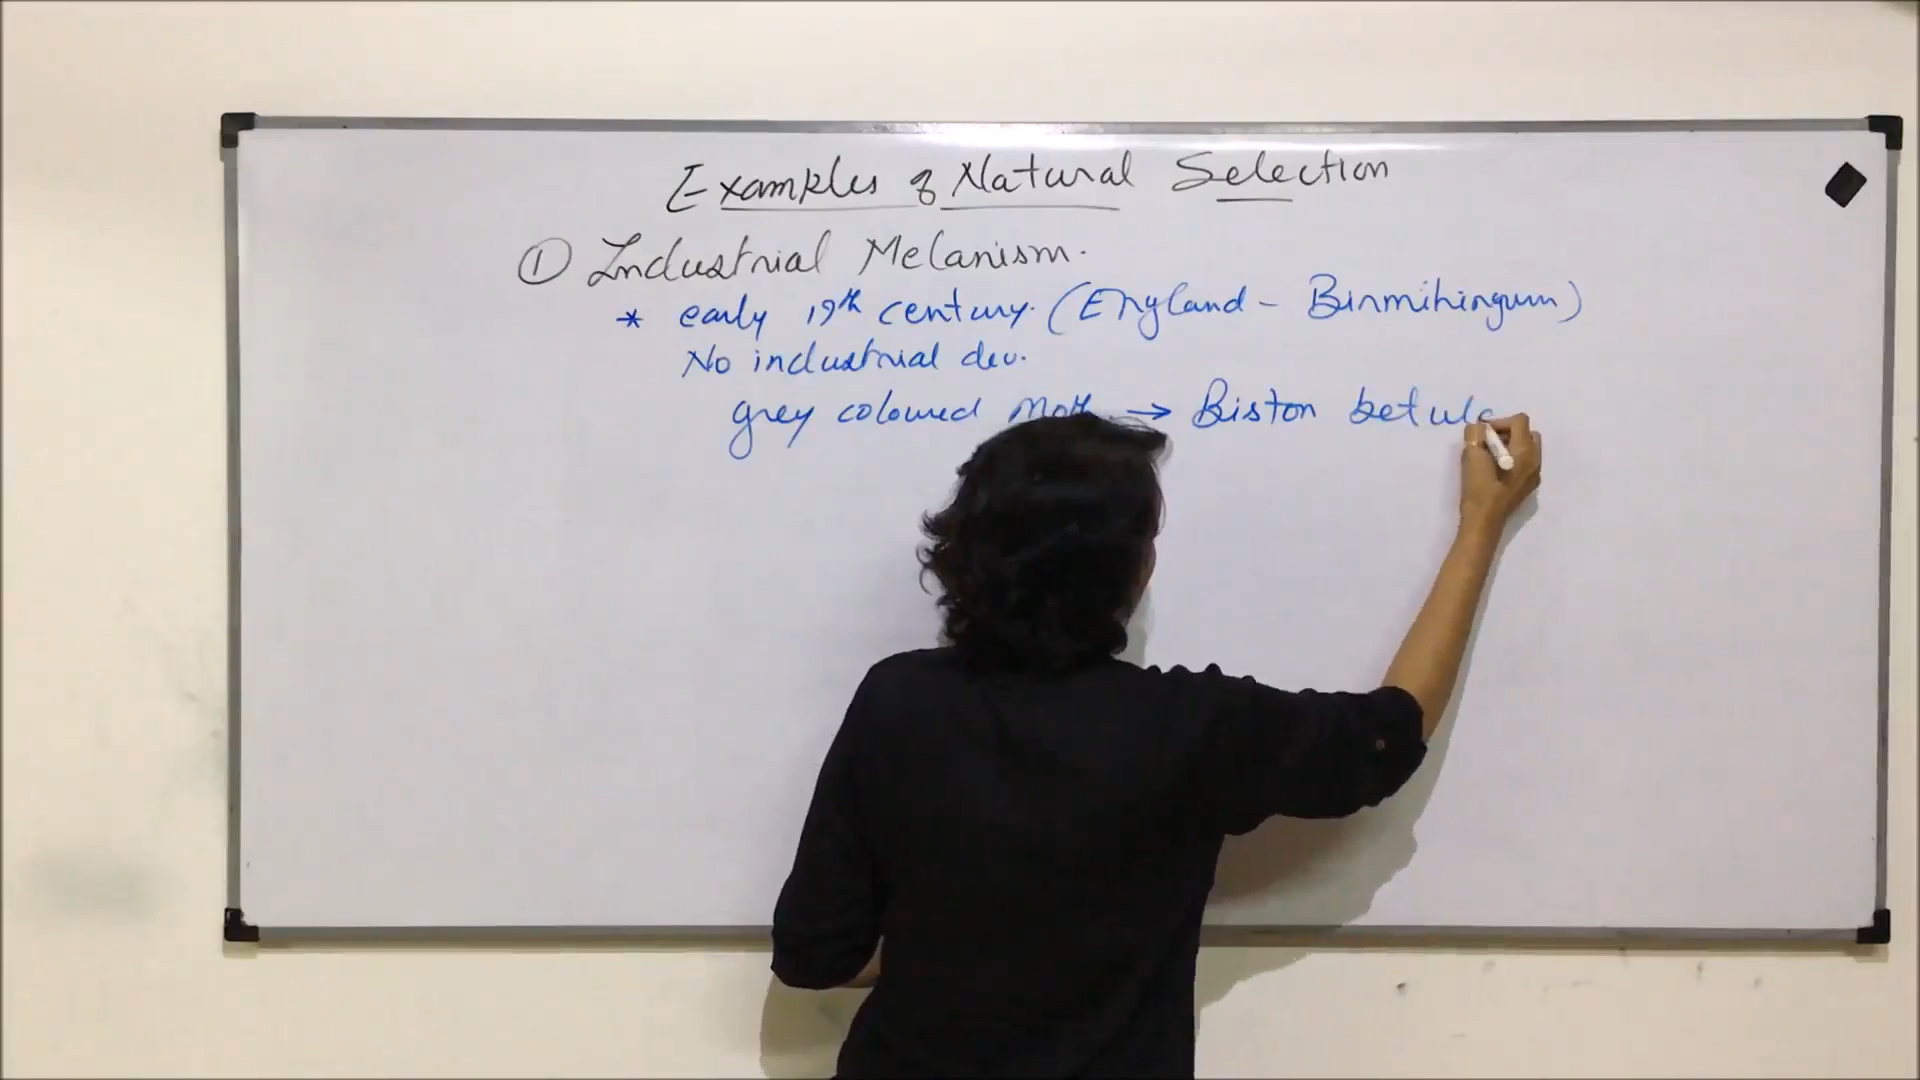 Examples of Natural Selection
① Industrial Melanism.
* early 19th century. (England - Birmihingum)
No industrial dev.
grey coloured moth → Biston betula